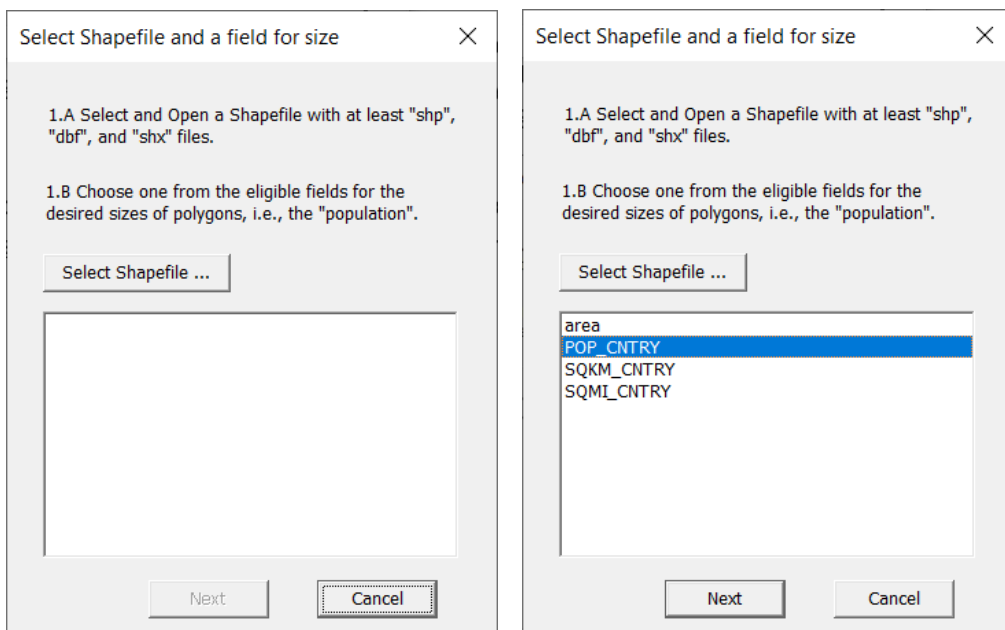 Select Shapefile and a field for size
1.A Select and Open a Shapefile with at least "shp",
"dbf", and "shx" files.
1.B Choose one from the eligible fields for the
desired sizes of polygons, i.e., the "population".
Select Shapefile ...
Next
Cancel
Select Shapefile and a field for size
1.A Select and Open a Shapefile with at least "shp",
"dbf", and "shx" files.
1.B Choose one from the eligible fields for the
desired sizes of polygons, i.e., the "population".
Select Shapefile ...
area
POP_CNTRY
SQKM_CNTRY
SQMI_CNTRY
Next
Cancel